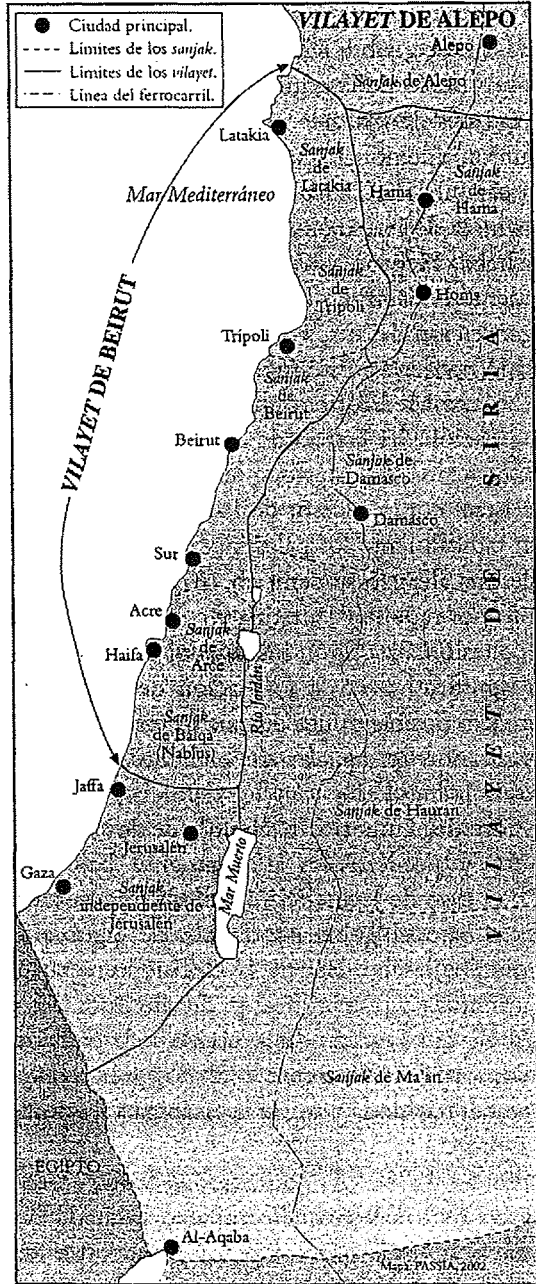 Ciudad principal.
Límites de los sanjak.
Límites de los vilayet.
Línea del ferrocarril.
VILAYET DE ALEPO
Alepo
Sanjak de Alepo
Latakia
Sanjak
de
Latakia
Hama
Sanjak
de
Hama
Mar Mediterráneo
Sanjak
de
Trípoli
Homs
VILAYET DE BEIRUT
Trípoli
Sanjak
de
Beirut
Beirut
Sanjak de
Damasco
Damasco
VILAYET DE SIRIA
Sur
Acre
Sanjak
de
Acre
Haifa
Río Jordán
Sanjak
de Balqa
(Nablus)
Jaffa
Sanjak de Haurán
Jerusalén
Mar Muerto
Gaza
Sanjak
independiente de
Jerusalén
Sanjak de Ma'an
EGIPTO
Al-Aqaba
Mapa: PASSIA, 2002